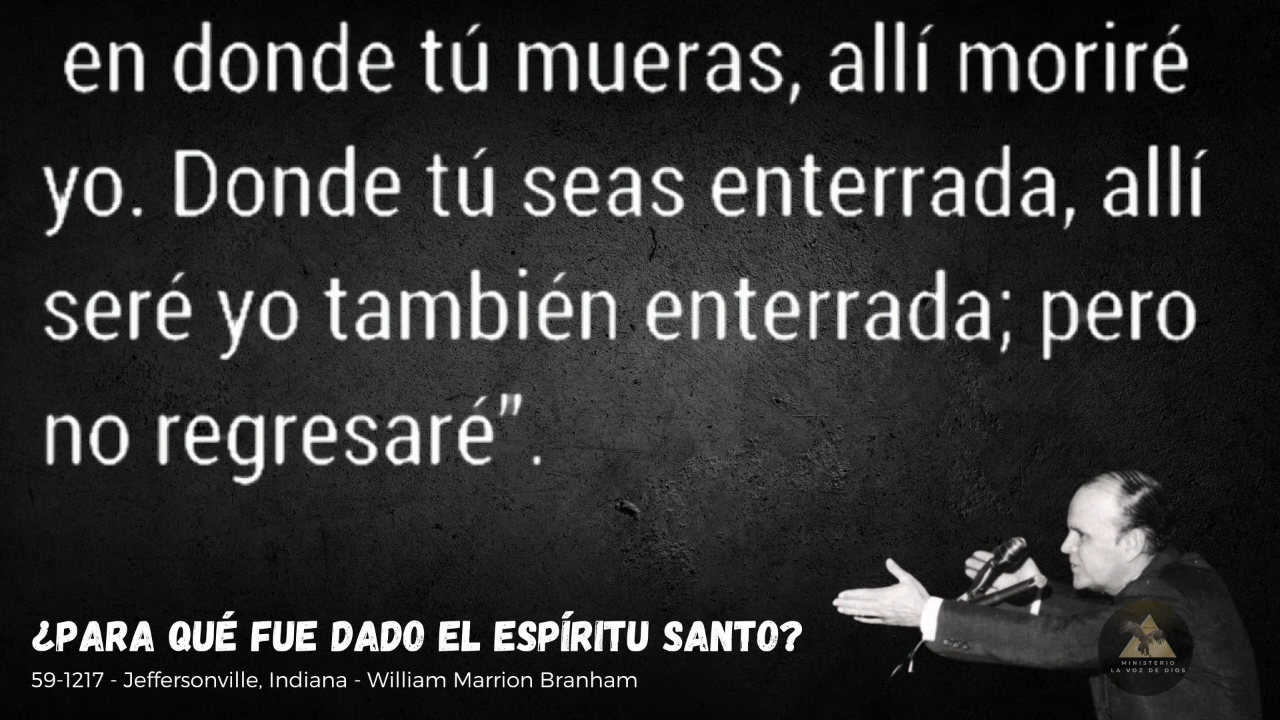 en donde tú mueras, allí moriré
yo. Donde tú seas enterrada, allí
seré yo también enterrada; pero
no regresaré”.
¿PARA QUÉ FUE DADO EL ESPÍRITU SANTO?
59-1217 - Jeffersonville, Indiana - William Marrion Branham
MINISTERIO
LA VOZ DE DIOS